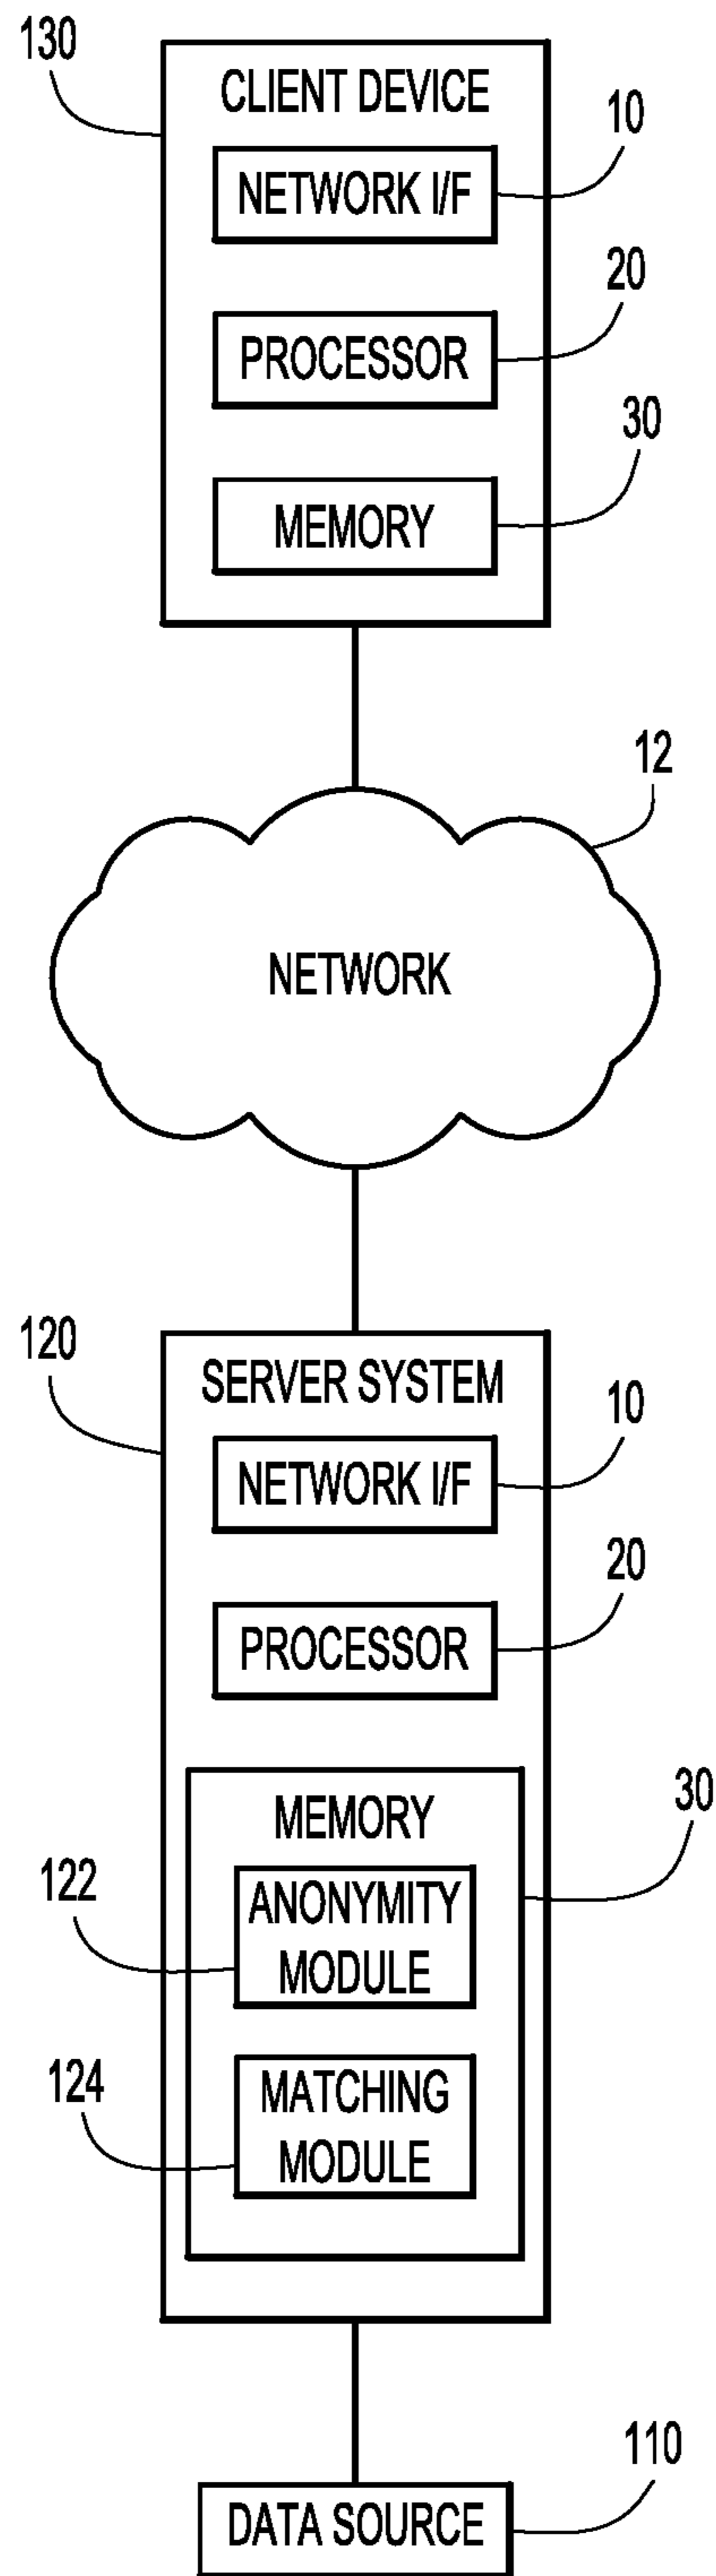 130
CLIENT DEVICE
10
NETWORK I/F
20
PROCESSOR
30
MEMORY
12
NETWORK
120
SERVER SYSTEM
10
NETWORK I/F
20
PROCESSOR
30
MEMORY
122
ANONYMITY
MODULE
124
MATCHING
MODULE
110
DATA SOURCE